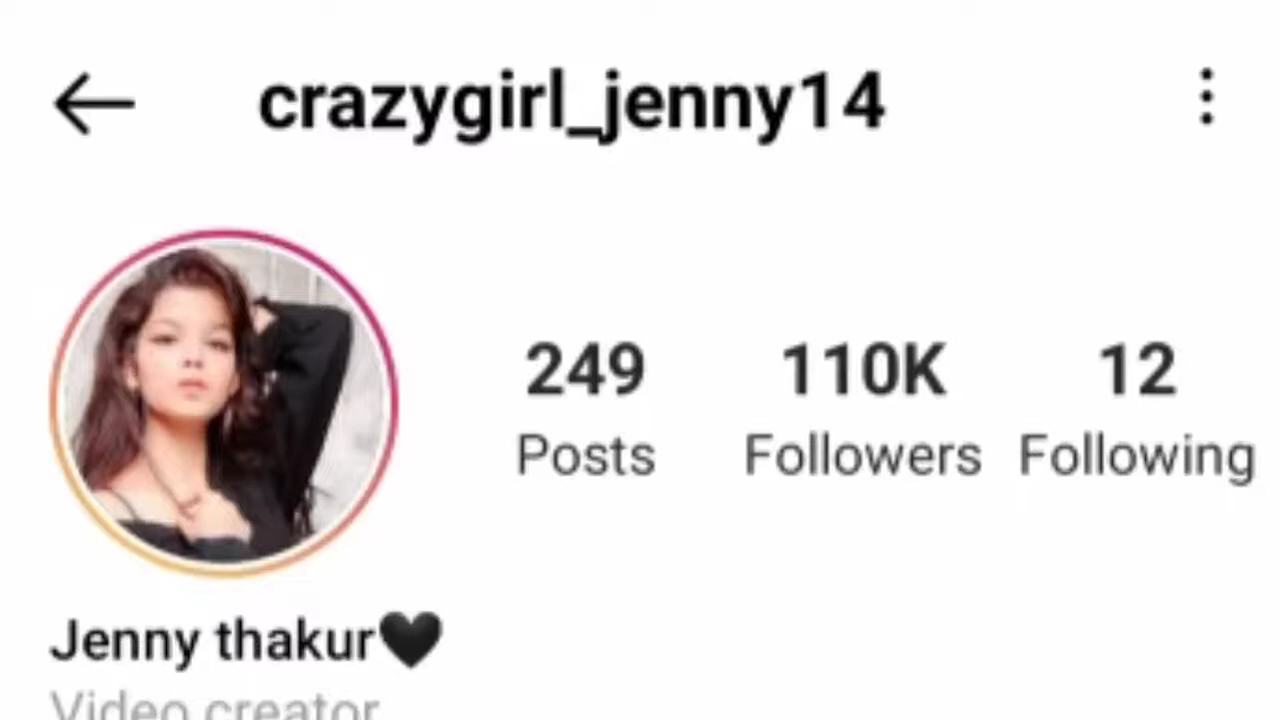 crazygirl_jenny14
249 110K 12
Posts Followers Following
Jenny thakur🖤
Video creator